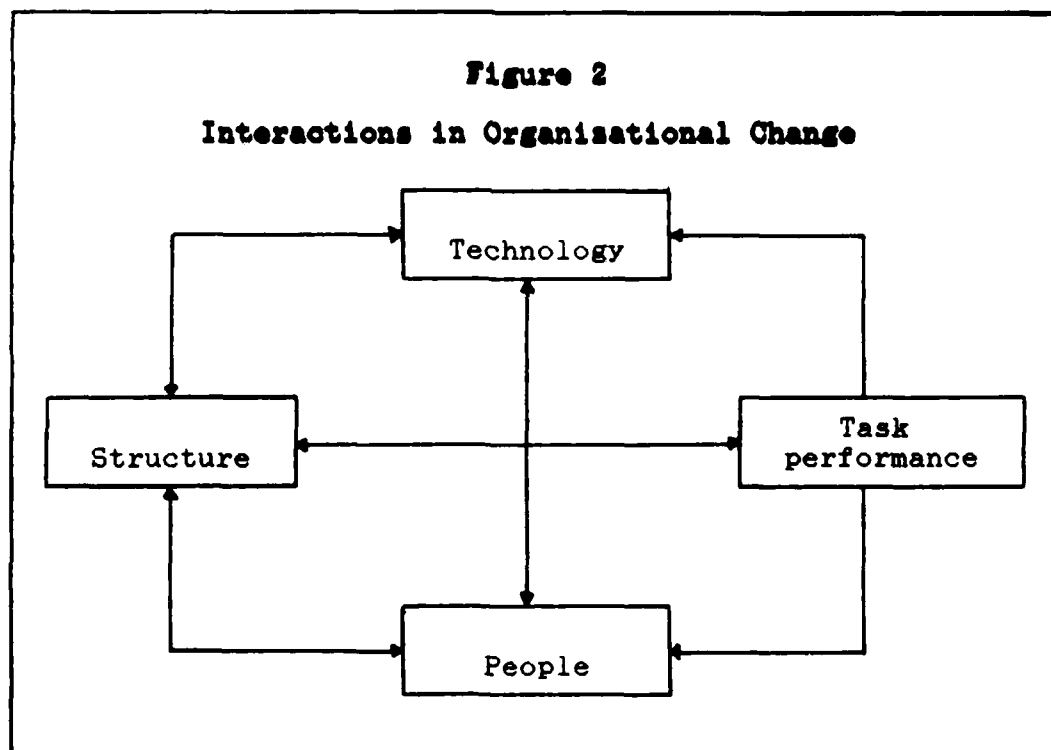 Figure 2
Interactions in Organisational Change
Technology
Structure
Task
performance
People